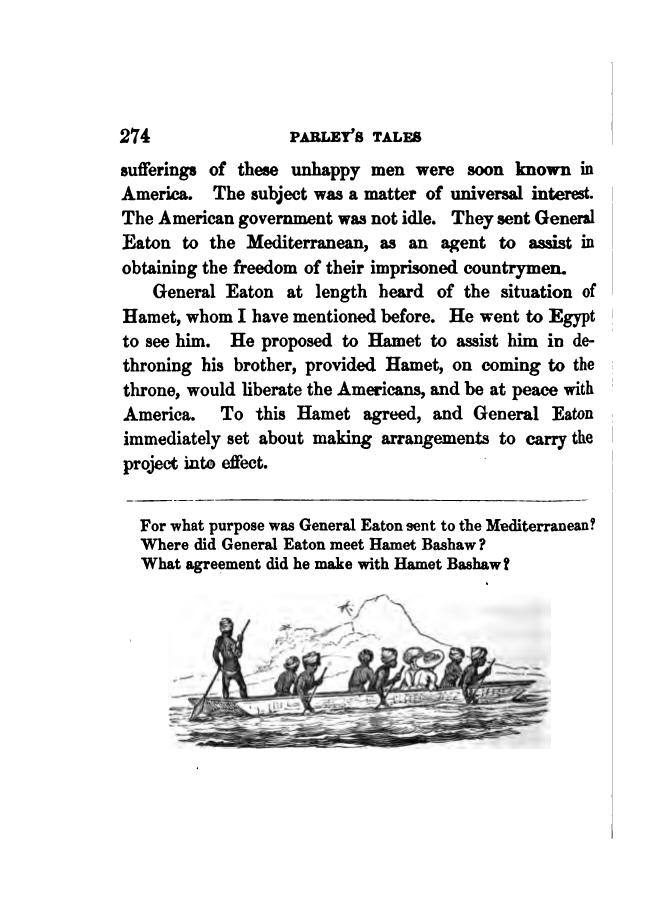 274 PARLEY'S TALES
sufferings of these unhappy men were soon known in
America. The subject was a matter of universal interest.
The American government was not idle. They sent General
Eaton to the Mediterranean, as an agent to assist in
obtaining the freedom of their imprisoned countrymen.
General Eaton at length heard of the situation of
Hamet, whom I have mentioned before. He went to Egypt
to see him. He proposed to Hamet to assist him in de-
throning his brother, provided Hamet, on coming to the
throne, would liberate the Americans, and be at peace with
America. To this Hamet agreed, and General Eaton
immediately set about making arrangements to carry the
project into effect.
For what purpose was General Eaton sent to the Mediterranean?
Where did General Eaton meet Hamet Bashaw?
What agreement did he make with Hamet Bashaw?